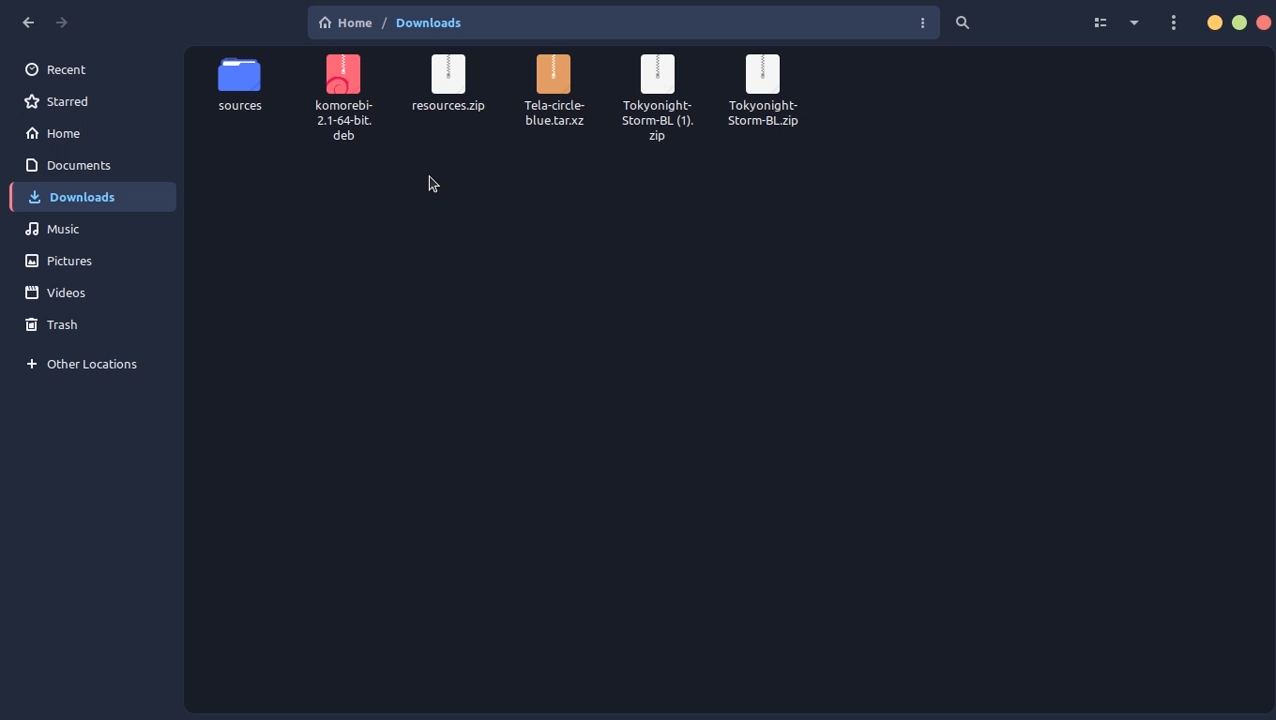 Home / Downloads
Recent
Starred
Home
Documents
Downloads
Music
Pictures
Videos
Trash
Other Locations
sources
komorebi-
2.1-64-bit.
deb
resources.zip
Tela-circle-
blue.tar.xz
Tokyonight-
Storm-BL (1).
zip
Tokyonight-
Storm-BL.zip